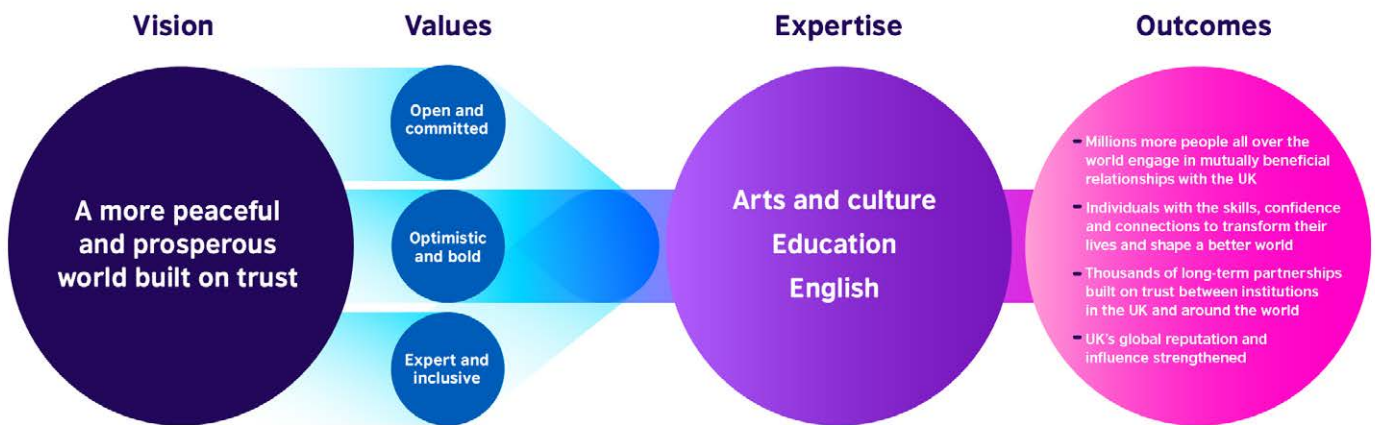 Vision
Values
Expertise
Outcomes
A more peaceful
and prosperous
world built on trust
Open and
committed
Optimistic
and bold
Expert and
inclusive
Arts and culture
Education
English
- Millions more people all over the
world engage in mutually beneficial
relationships with the UK
- Individuals with the skills, confidence
and connections to transform their
lives and shape a better world
- Thousands of long-term partnerships
built on trust between institutions
in the UK and around the world
- UK's global reputation and
influence strengthened